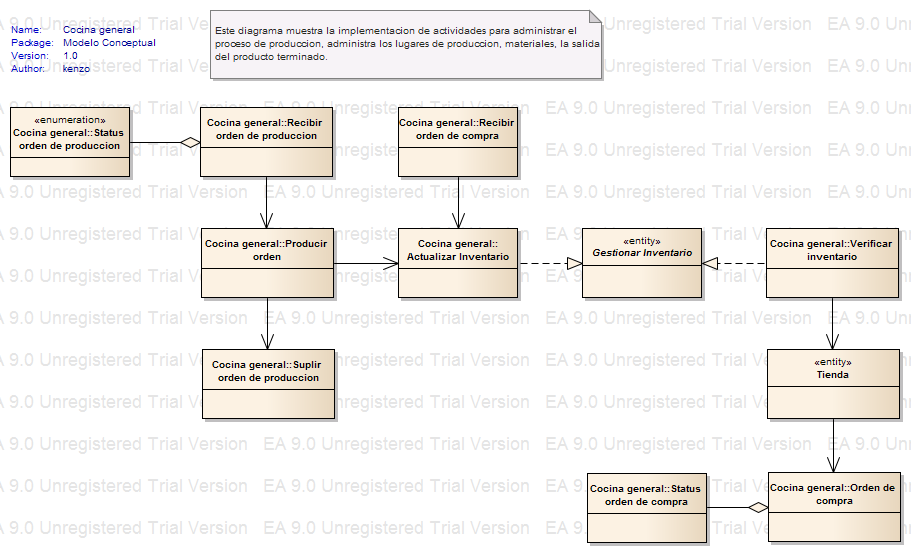 Name: Cocina general
Package: Modelo Conceptual
Version: 1.0
Author: kenzo
Este diagrama muestra la implementacion de actividades para administrar el
proceso de produccion, administra los lugares de produccion, materiales, la salida
del producto terminado.
«enumeration»
Cocina general::Status
orden de produccion
Cocina general::Recibir
orden de produccion
Cocina general::Recibir
orden de compra
Cocina general::Producir
orden
Cocina general::
Actualizar Inventario
«entity»
Gestionar Inventario
Cocina general::Verificar
inventario
Cocina general::Suplir
orden de produccion
«entity»
Tienda
Cocina general::Status
orden de compra
Cocina general::Orden de
compra
EA 9.0 Unregistered Trial Version